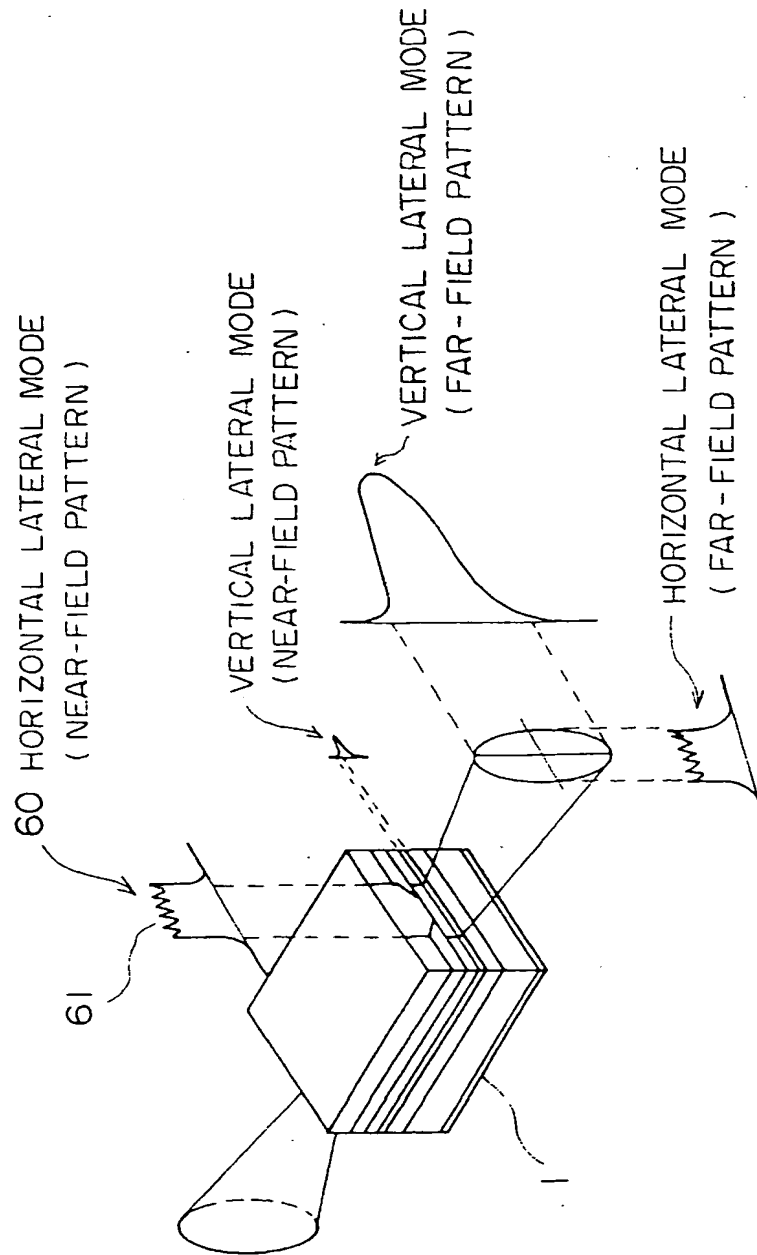 60 HORIZONTAL LATERAL MODE
( NEAR-FIELD PATTERN )
61
VERTICAL LATERAL MODE
(NEAR-FIELD PATTERN)
VERTICAL LATERAL MODE
( FAR-FIELD PATTERN )
HORIZONTAL LATERAL MODE
( FAR-FIELD PATTERN )
1